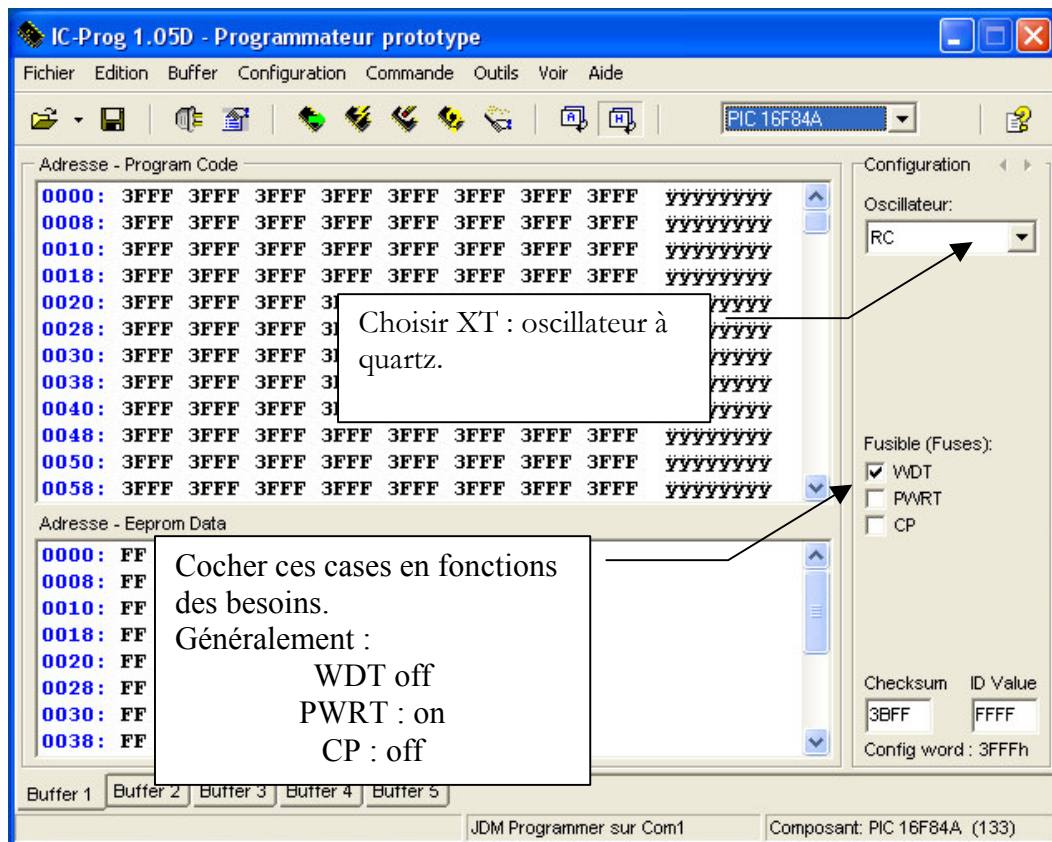 IC-Prog 1.05D - Programmateur prototype
Fichier Edition Buffer Configuration Commande Outils Voir Aide
PIC 16F84A
Adresse - Program Code
0000: 3FFF 3FFF 3FFF 3FFF 3FFF 3FFF 3FFF 3FFF ÿÿÿÿÿÿÿÿ
0008: 3FFF 3FFF 3FFF 3FFF 3FFF 3FFF 3FFF 3FFF ÿÿÿÿÿÿÿÿ
0010: 3FFF 3FFF 3FFF 3FFF 3FFF 3FFF 3FFF 3FFF ÿÿÿÿÿÿÿÿ
0018: 3FFF 3FFF 3FFF 3FFF 3FFF 3FFF 3FFF 3FFF ÿÿÿÿÿÿÿÿ
0020: 3FFF 3FFF 3FFF ÿÿÿÿÿ
0028: 3FFF 3FFF 3FFF ÿÿÿÿÿ
0030: 3FFF 3FFF 3FFF ÿÿÿÿÿ
0038: 3FFF 3FFF 3FFF ÿÿÿÿÿ
0040: 3FFF 3FFF 3FFF ÿÿÿÿÿ
0048: 3FFF 3FFF 3FFF 3FFF 3FFF 3FFF 3FFF 3FFF ÿÿÿÿÿÿÿÿ
0050: 3FFF 3FFF 3FFF 3FFF 3FFF 3FFF 3FFF 3FFF ÿÿÿÿÿÿÿÿ
0058: 3FFF 3FFF 3FFF 3FFF 3FFF 3FFF 3FFF 3FFF ÿÿÿÿÿÿÿÿ
Choisir XT : oscillateur à
quartz.
Adresse - Eeprom Data
0000: FF
0008: FF
0010: FF
0018: FF
0020: FF
0028: FF
0030: FF
0038: FF
Cocher ces cases en fonctions
des besoins.
Généralement :
WDT off
PWRT : on
CP : off
Configuration
Oscillateur:
RC
Fusible (Fuses):
WDT
PWRT
CP
Checksum ID Value
3BFF FFFF
Config word : 3FFFh
Buffer 1 Buffer 2 Buffer 3 Buffer 4 Buffer 5
JDM Programmer sur Com1 Composant: PIC 16F84A (133)